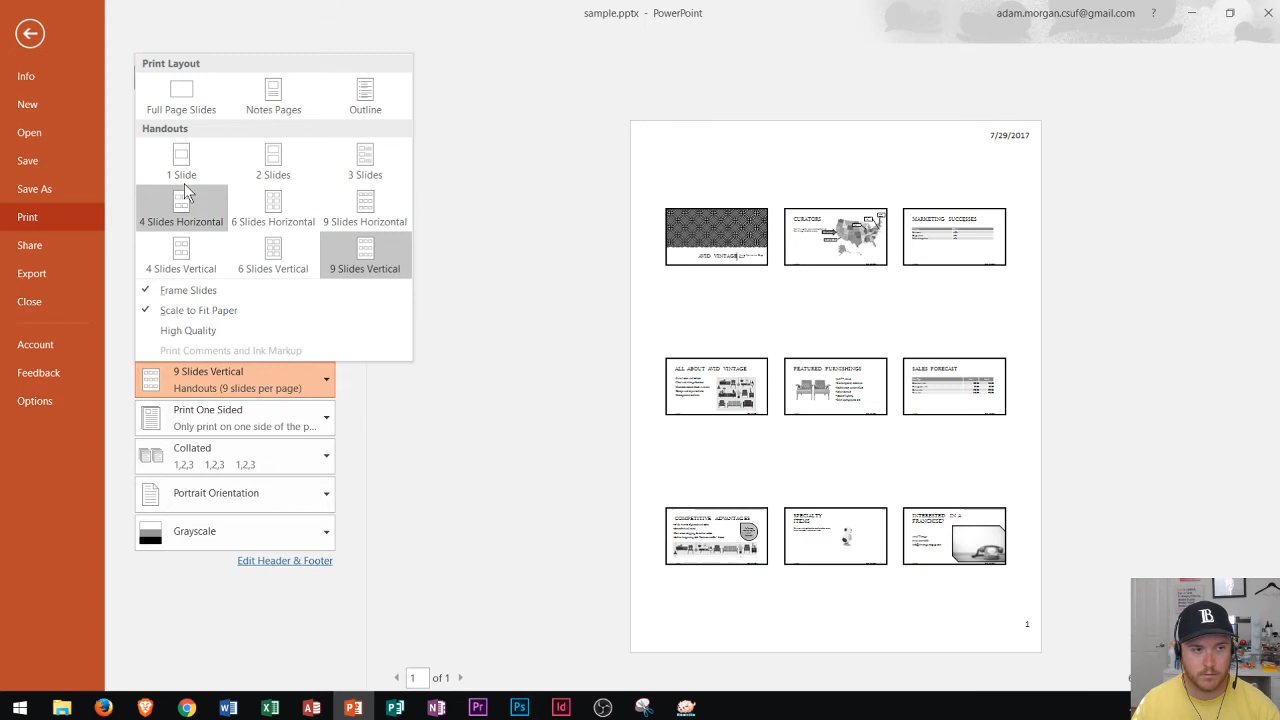 sample.pptx - PowerPoint
adam.morgan.csuf@gmail.com
?
Info
New
Open
Save
Save As
Print
Share
Export
Close
Account
Feedback
Options
Print Layout
Full Page Slides
Notes Pages
Outline
Handouts
1 Slide
2 Slides
3 Slides
4 Slides Horizontal
6 Slides Horizontal
9 Slides Horizontal
4 Slides Vertical
6 Slides Vertical
9 Slides Vertical
Frame Slides
Scale to Fit Paper
High Quality
Print Comments and Ink Markup
9 Slides Vertical
Handouts (9 slides per page)
Print One Sided
Only print on one side of the p...
Collated
1,2,3 1,2,3 1,2,3
Portrait Orientation
Grayscale
Edit Header & Footer
7/29/2017
AVID VINTAGE
CURATORS
MARKETING SUCCESSES
ALL ABOUT AVID VINTAGE
FEATURED FURNISHINGS
SALES FORECAST
COMPETITIVE ADVANTAGES
SPECIALTY
ITEMS
INTERESTED IN A
FRANCHISE?
1
1 of 1
B